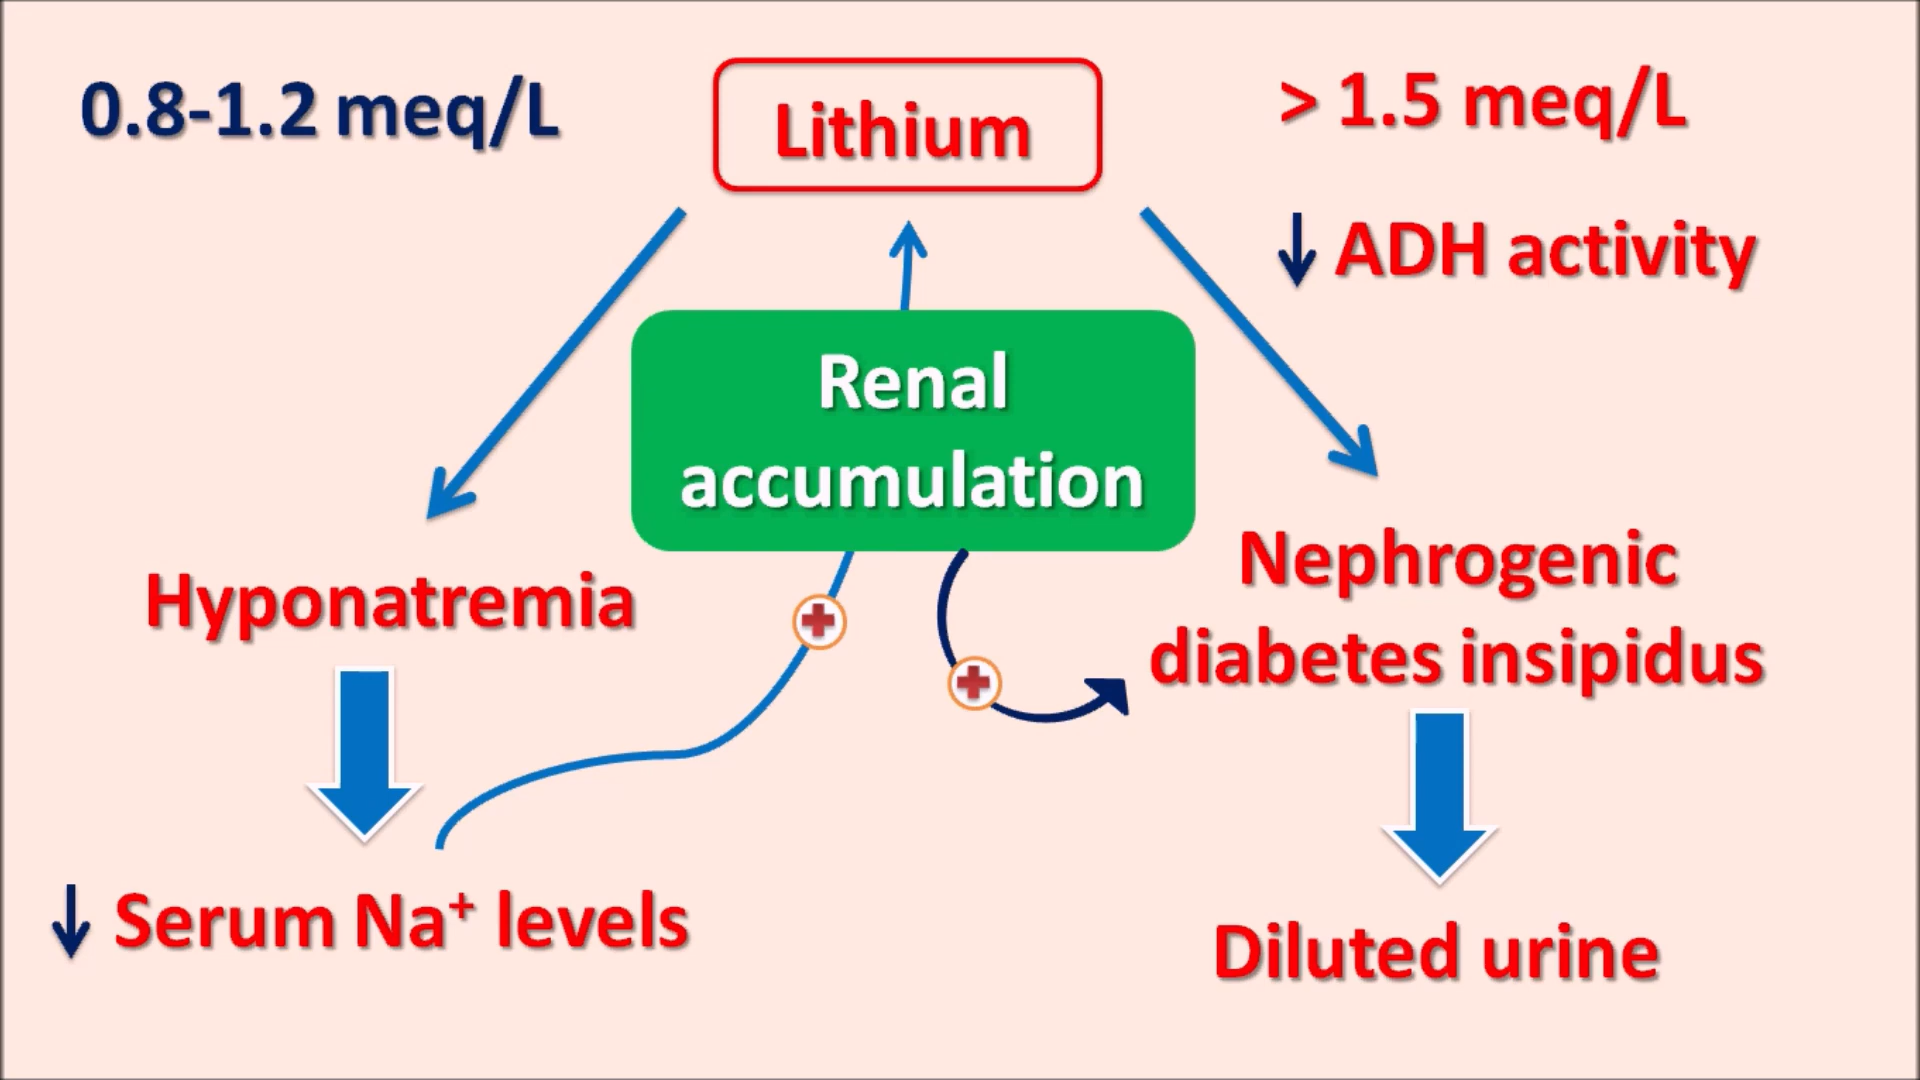 0.8-1.2 meq/L
Lithium
> 1.5 meq/L
↓ ADH activity
Renal
accumulation
Hyponatremia
Nephrogenic
diabetes insipidus
↓ Serum Na⁺ levels
Diluted urine